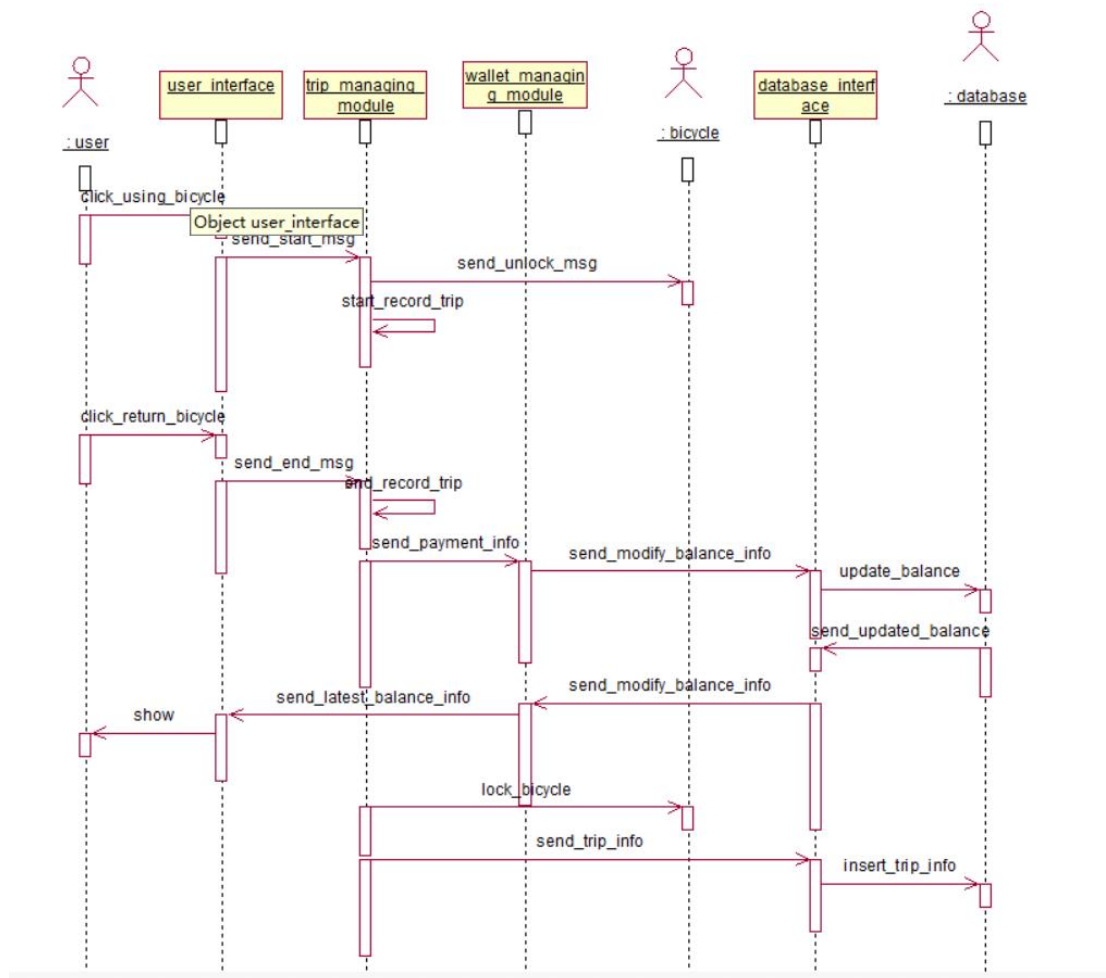 user_interface
trip_managing_
module
wallet_managin
g_module
database_interf
ace
: database
: user
: bicycle
click_using_bicycle
Object user_interface
send_start_msg
send_unlock_msg
start_record_trip
click_return_bicycle
send_end_msg
end_record_trip
send_payment_info
send_modify_balance_info
update_balance
send_updated_balance
send_modify_balance_info
send_latest_balance_info
show
lock_bicycle
send_trip_info
insert_trip_info